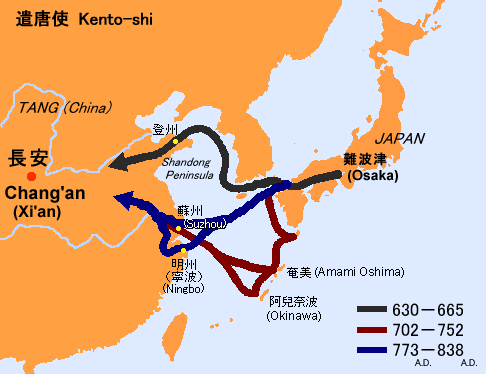 遣唐使 Kento-shi
TANG (China)
登州
JAPAN
長安
Chang'an
(Xi'an)
Shandong
Peninsula
難波津
(Osaka)
蘇州
(Suzhou)
明州
(寧波)
(Ningbo)
奄美 (Amami Oshima)
阿兒奈波
(Okinawa)
630－665
702－752
773－838
A.D. A.D.